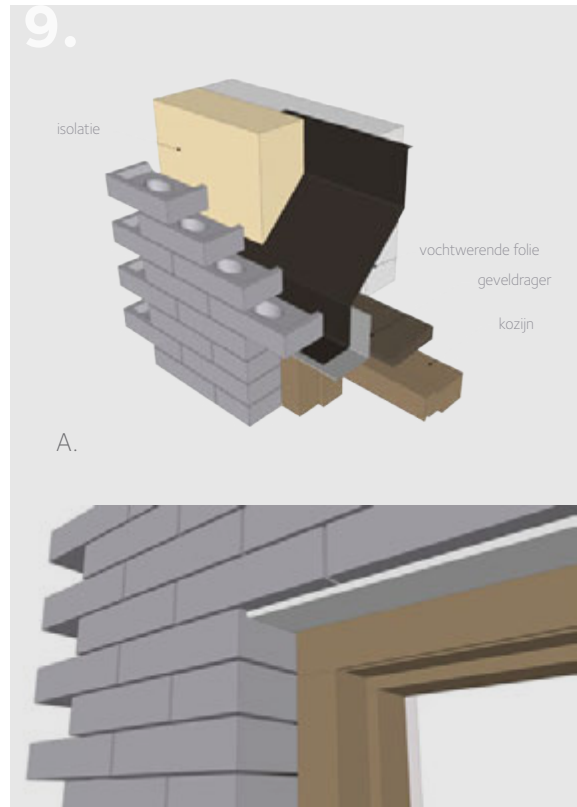 9.
isolatie
vochtwerende folie
geveldrager
kozijn
A.